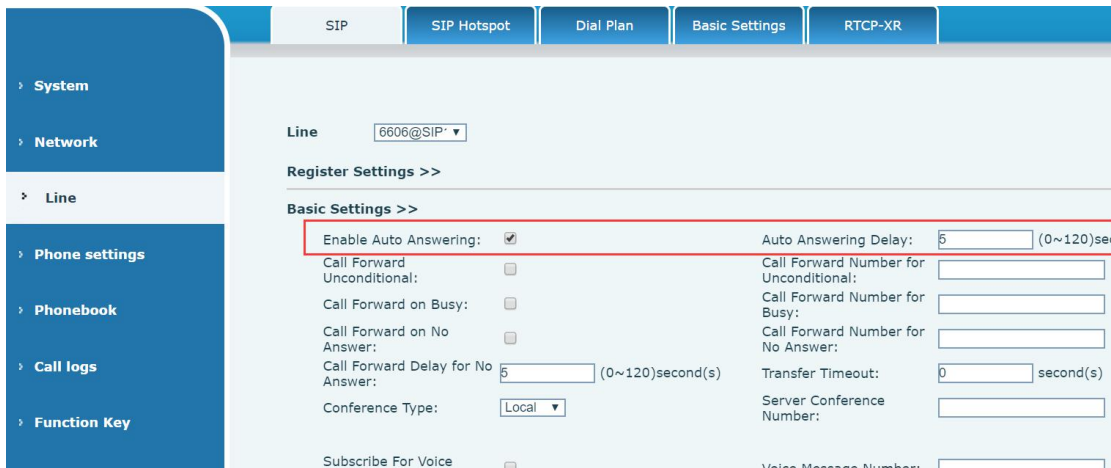 SIP SIP Hotspot Dial Plan Basic Settings RTCP-XR
System
Network
Line
Phone settings
Phonebook
Call logs
Function Key
Line 6606@SIP
Register Settings >>
Basic Settings >>
Enable Auto Answering: Auto Answering Delay: 5 (0~120)sec
Call Forward Unconditional: Call Forward Number for Unconditional:
Call Forward on Busy: Call Forward Number for Busy:
Call Forward on No Answer: Call Forward Number for No Answer:
Call Forward Delay for No Answer: 5 (0~120)second(s) Transfer Timeout: 0 second(s)
Conference Type: Local Server Conference Number:
Subscribe For Voice Voice Message Number: